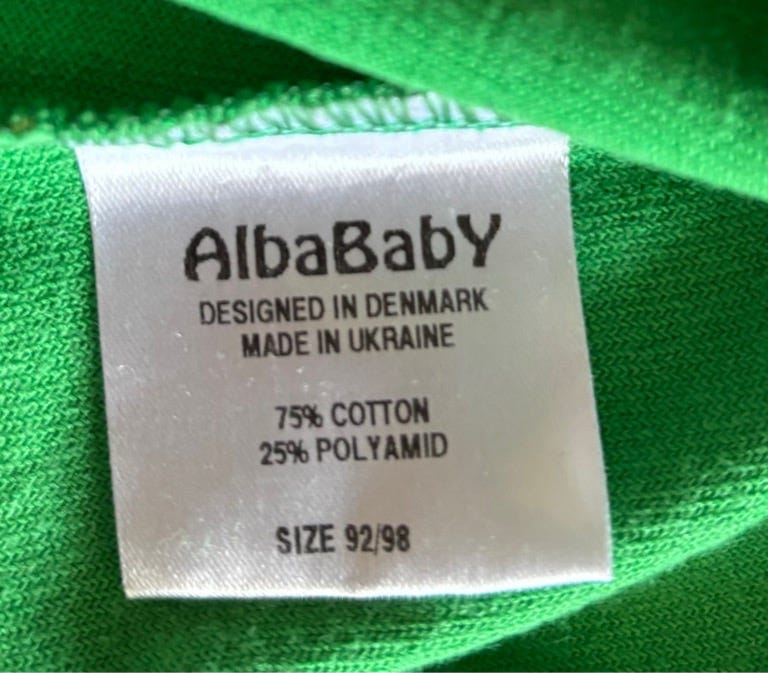 AlbaBabY
DESIGNED IN DENMARK
MADE IN UKRAINE
75% COTTON
25% POLYAMID
SIZE 92/98